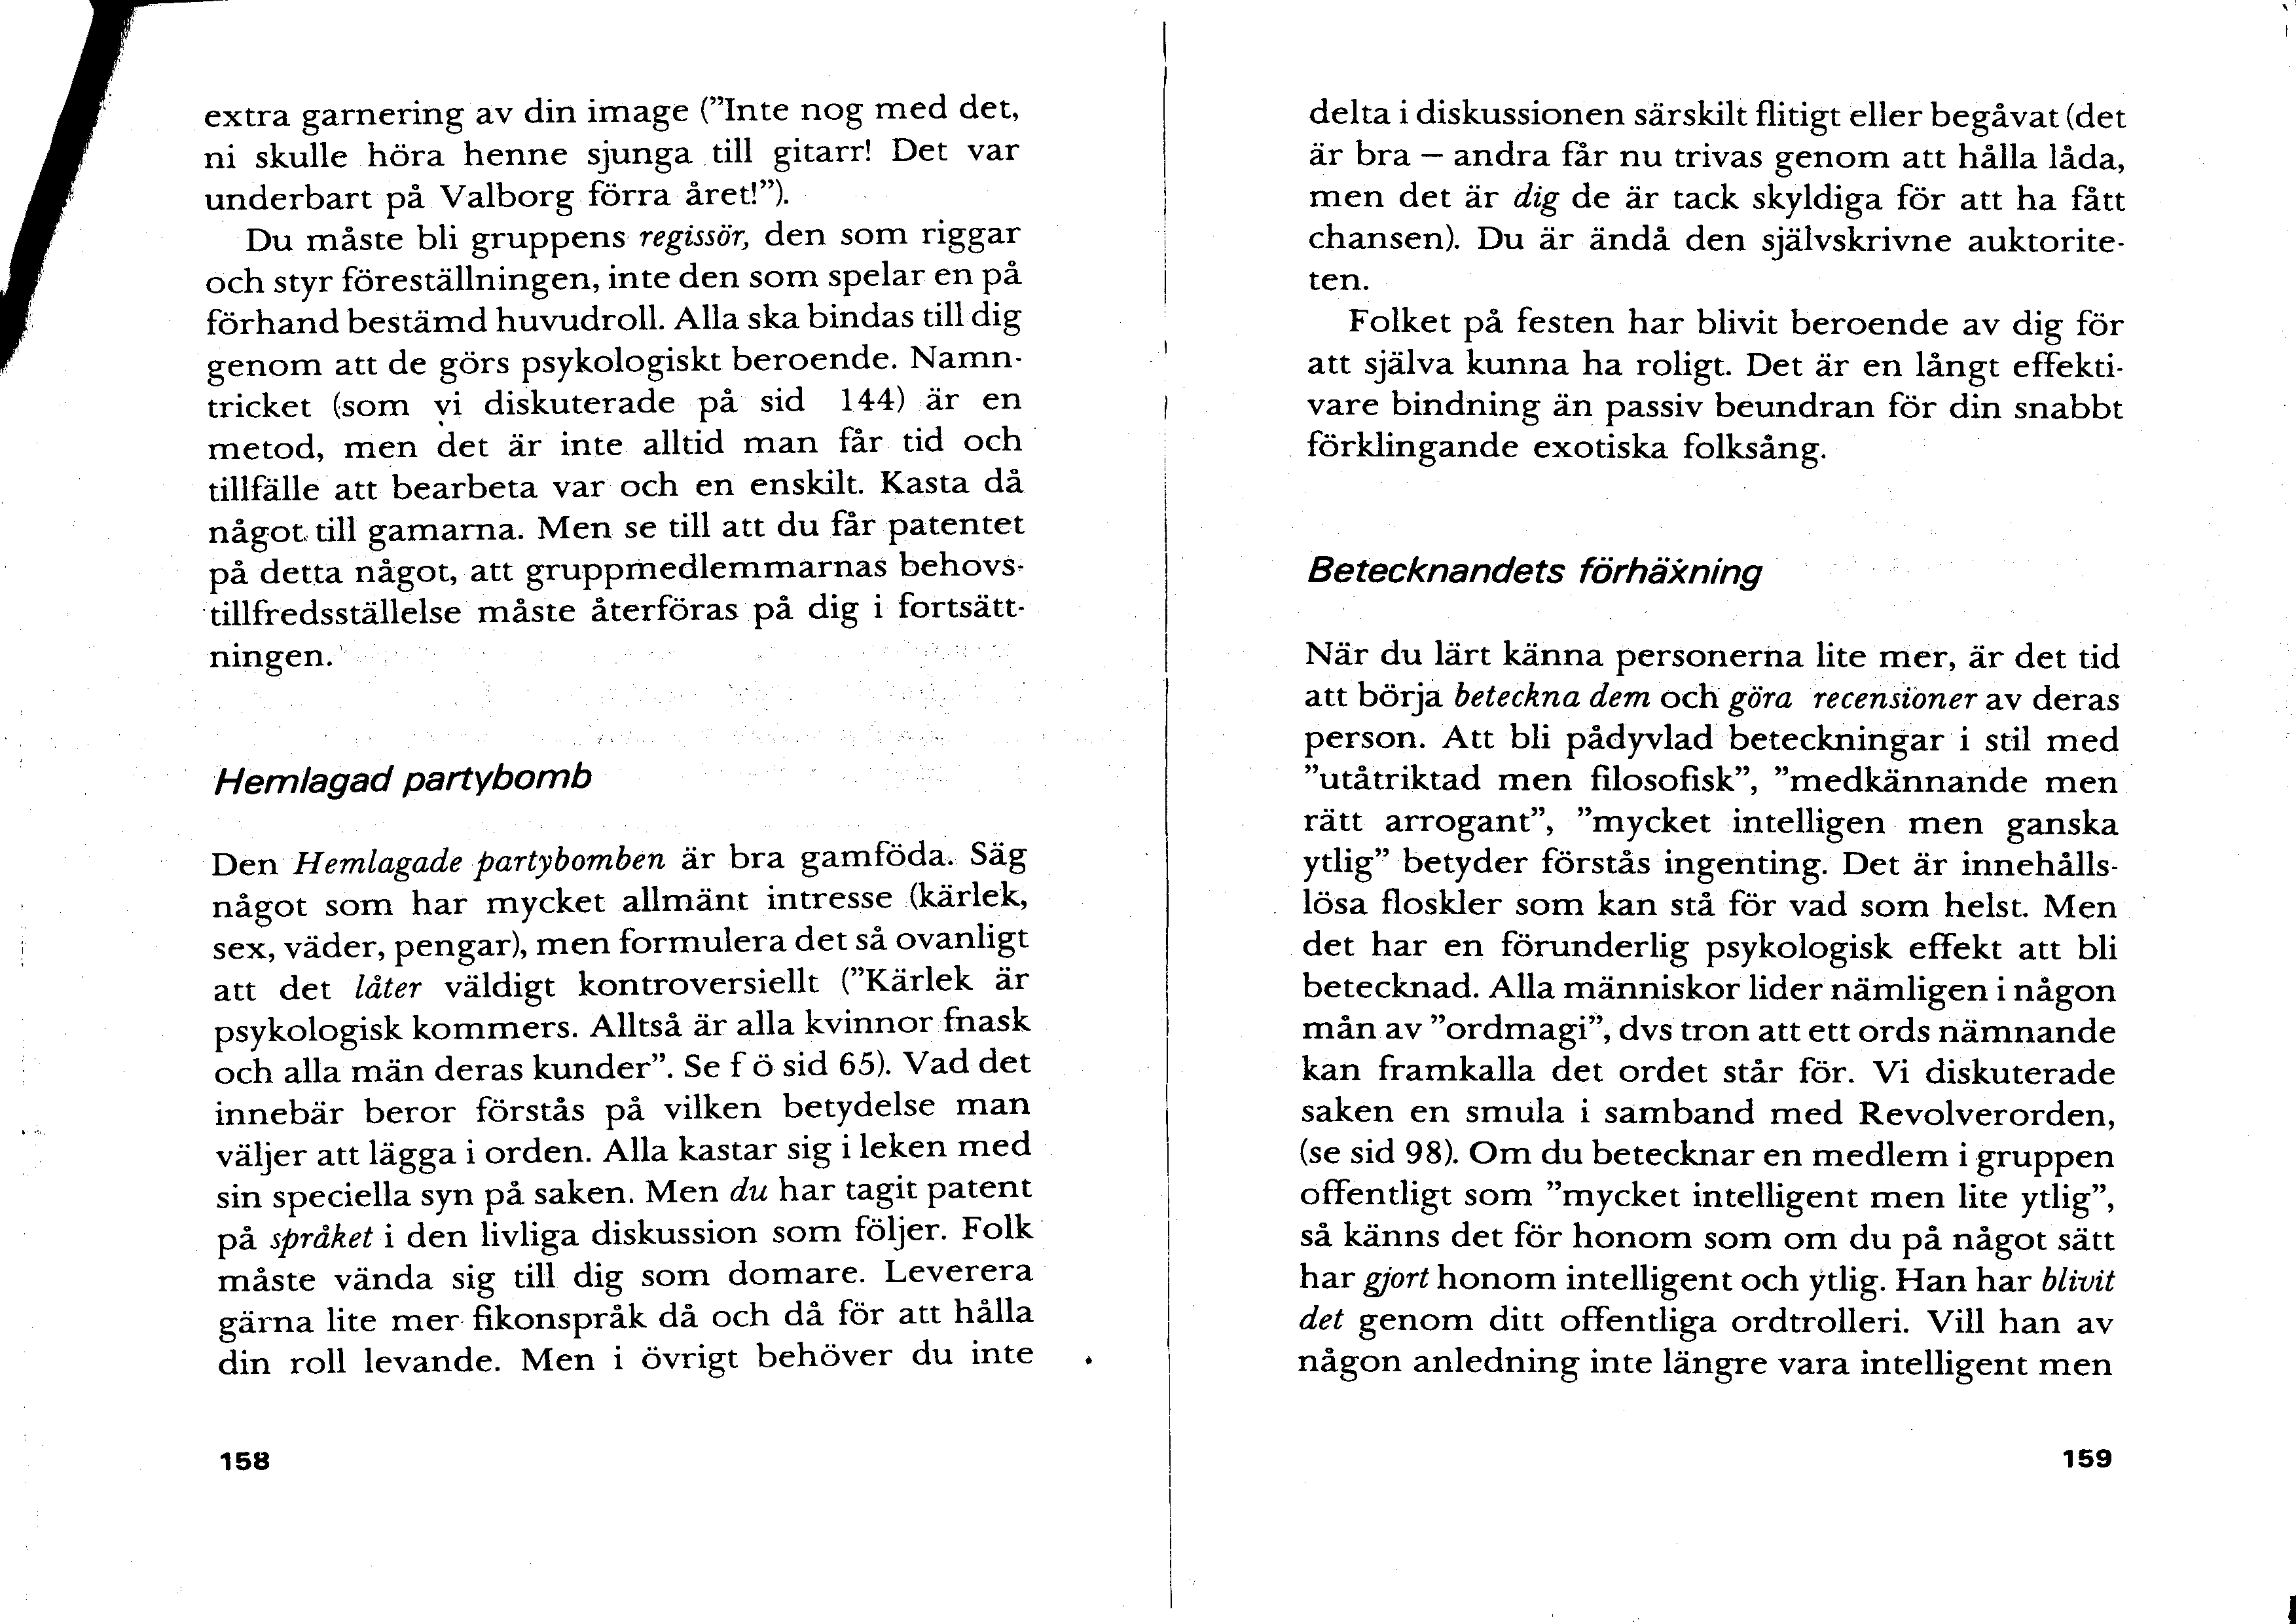 extra garnering av din image (”Inte nog med det,
ni skulle höra henne sjunga till gitarr! Det var
underbart på Valborg förra året!”).
Du måste bli gruppens regissör, den som riggar
och styr föreställningen, inte den som spelar en på
förhand bestämd huvudroll. Alla ska bindas till dig
genom att de görs psykologiskt beroende. Namn-
tricket (som vi diskuterade på sid 144) är en
metod, men det är inte alltid man får tid och
tillfälle att bearbeta var och en enskilt. Kasta då
något till gamarna. Men se till att du får patentet
på detta något, att gruppmedlemmarnas behovs-
tillfredsställelse måste återföras på dig i fortsätt-
ningen.
Hemlagad partybomb
Den Hemlagade partybomben är bra gamföda. Säg
något som har mycket allmänt intresse (kärlek,
sex, väder, pengar), men formulera det så ovanligt
att det låter väldigt kontroversiellt (”Kärlek är
psykologisk kommers. Alltså är alla kvinnor fnask
och alla män deras kunder”. Se f ö sid 65). Vad det
innebär beror förstås på vilken betydelse man
väljer att lägga i orden. Alla kastar sig i leken med
sin speciella syn på saken. Men du har tagit patent
på språket i den livliga diskussion som följer. Folk
måste vända sig till dig som domare. Leverera
gärna lite mer fikonspråk då och då för att hålla
din roll levande. Men i övrigt behöver du inte
158
delta i diskussionen särskilt flitigt eller begåvat (det
är bra – andra får nu trivas genom att hålla låda,
men det är dig de är tack skyldiga för att ha fått
chansen). Du är ändå den självskrivne auktorite-
ten.
Folket på festen har blivit beroende av dig för
att själva kunna ha roligt. Det är en långt effekti-
vare bindning än passiv beundran för din snabbt
förklingande exotiska folksång.
Betecknandets förhäxning
När du lärt känna personerna lite mer, är det tid
att börja beteckna dem och göra recensioner av deras
person. Att bli pådyvlad beteckningar i stil med
”utåtriktad men filosofisk”, ”medkännande men
rätt arrogant”, ”mycket intelligen men ganska
ytlig” betyder förstås ingenting. Det är innehålls-
lösa floskler som kan stå för vad som helst. Men
det har en förunderlig psykologisk effekt att bli
betecknad. Alla människor lider nämligen i någon
mån av ”ordmagi”, dvs tron att ett ords nämnande
kan framkalla det ordet står för. Vi diskuterade
saken en smula i samband med Revolverorden,
(se sid 98). Om du betecknar en medlem i gruppen
offentligt som ”mycket intelligent men lite ytlig”,
så känns det för honom som om du på något sätt
har gjort honom intelligent och ytlig. Han har blivit
det genom ditt offentliga ordtrolleri. Vill han av
någon anledning inte längre vara intelligent men
159